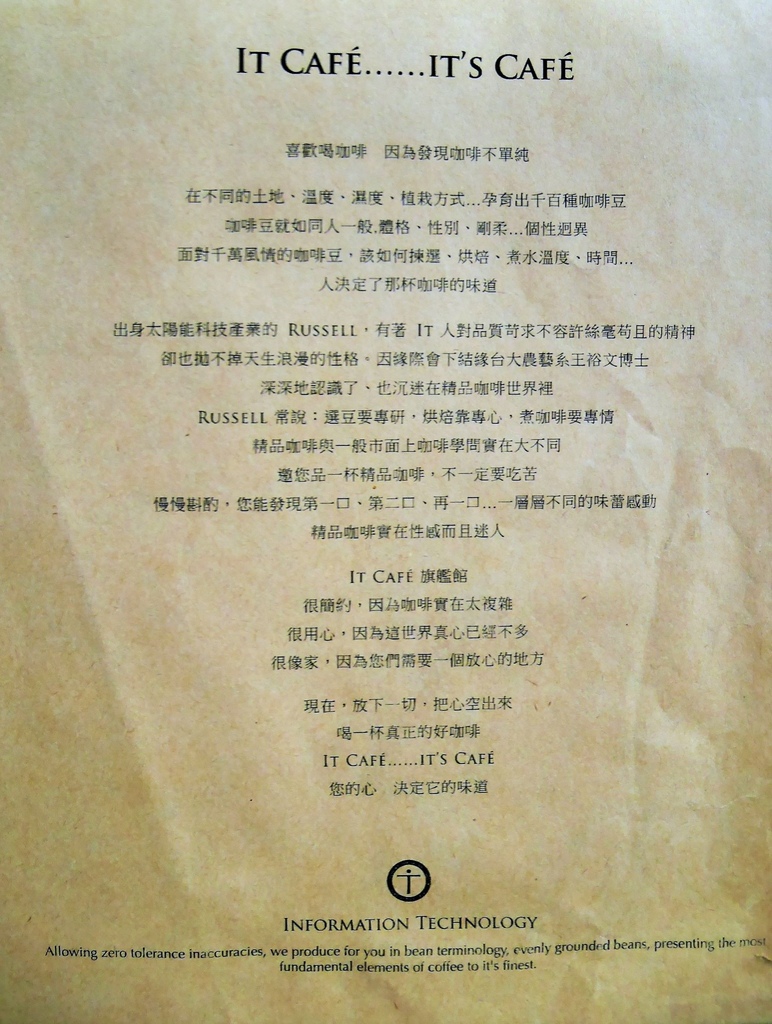 IT CAFÉ......IT'S CAFÉ
喜歡喝咖啡 因為發現咖啡不單純
在不同的土地、溫度、濕度、植栽方式...孕育出千百種咖啡豆
咖啡豆就如同人一般,體格、性別、剛柔...個性迥異
面對千萬風情的咖啡豆，該如何揀選、烘焙、煮水溫度、時間...
人決定了那杯咖啡的味道
出身太陽能科技產業的 RUSSELL，有著 IT 人對品質苛求不容許絲毫苟且的精神
卻也拋不掉天生浪漫的性格。因緣際會下結緣台大農藝系王裕文博士
深深地認識了、也沉迷在精品咖啡世界裡
RUSSELL 常說：選豆要專研，烘焙靠專心，煮咖啡要專情
精品咖啡與一般市面上咖啡學問實在大不同
邀您品一杯精品咖啡，不一定要吃苦
慢慢斟酌，您能發現第一口、第二口、再一口...一層層不同的味蕾感動
精品咖啡實在性感而且迷人
IT CAFÉ 旗艦館
很簡約，因為咖啡實在太複雜
很用心，因為這世界真心已經不多
很像家，因為您們需要一個放心的地方
現在，放下一切，把心空出來
喝一杯真正的好咖啡
IT CAFÉ......IT'S CAFÉ
您的心 決定它的味道
INFORMATION TECHNOLOGY
Allowing zero tolerance inaccuracies, we produce for you in bean terminology, evenly grounded beans, presenting the most
fundamental elements of coffee to it's finest.